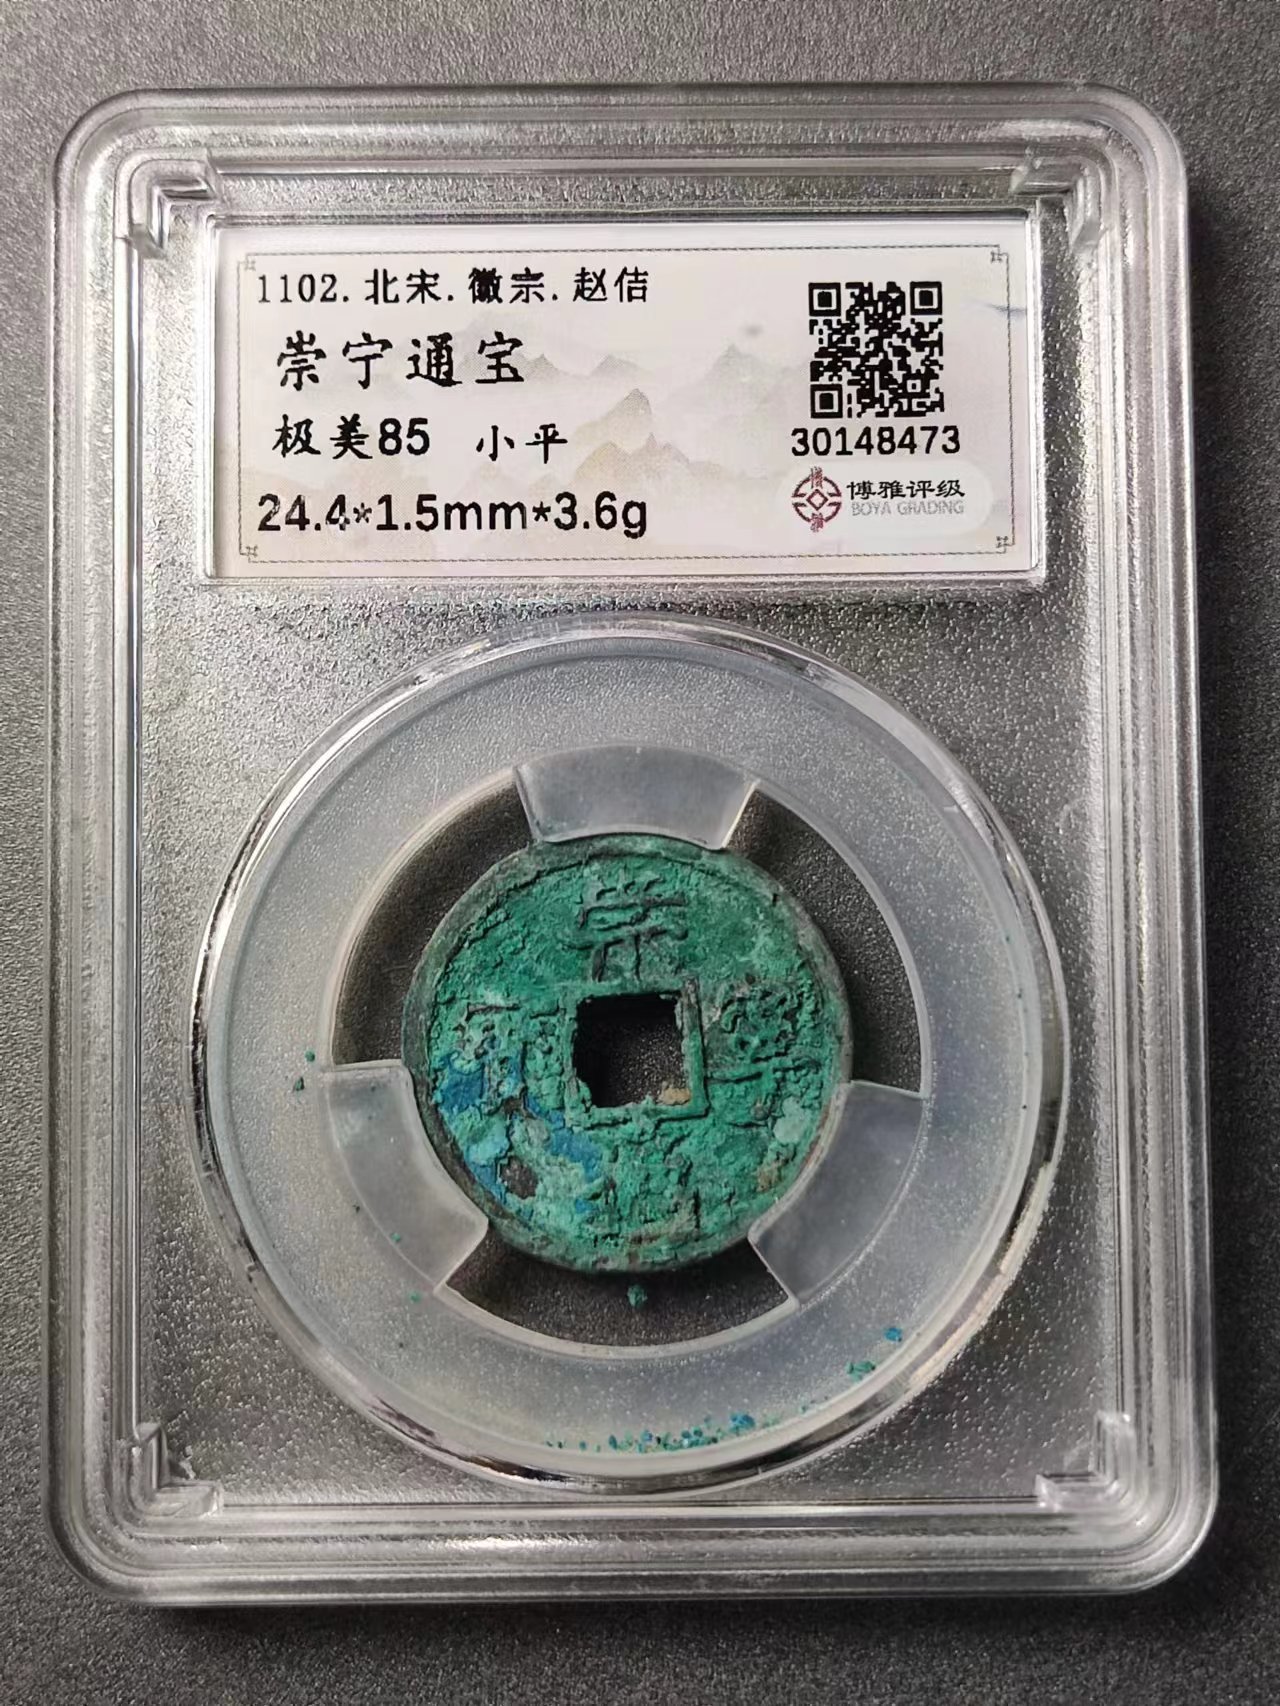 1102.北宋.徽宗.赵佶
崇宁通宝
极美85 小平
24.4*1.5mm*3.6g
30148473
博雅评级
BOYA GRADING
崇
寧